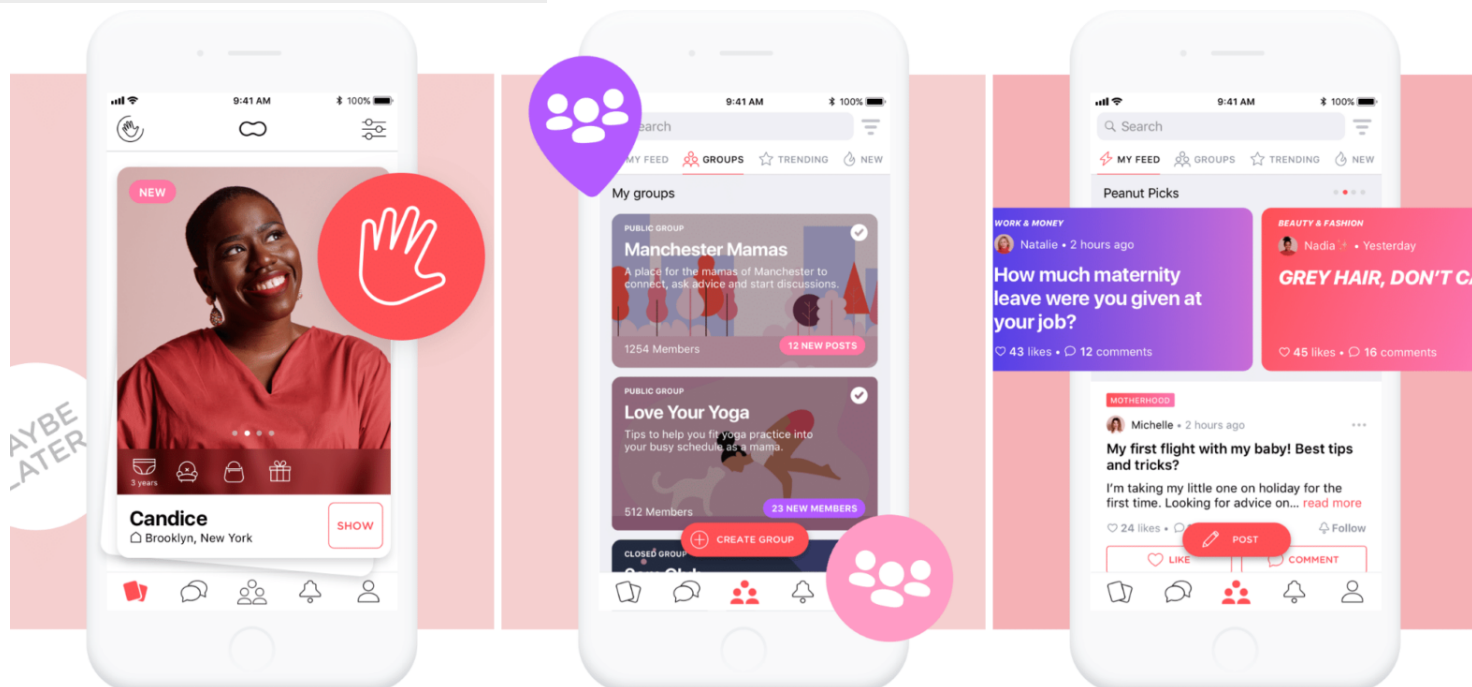 9:41 AM
100%
NEW
MAYBE
LATER
3 years
Candice
Brooklyn, New York
SHOW
9:41 AM
100%
Search
MY FEED
GROUPS
TRENDING
NEW
My groups
PUBLIC GROUP
Manchester Mamas
A place for the mamas of Manchester to
connect, ask advice and start discussions.
1254 Members
12 NEW POSTS
PUBLIC GROUP
Love Your Yoga
Tips to help you fit yoga practice into
your busy schedule as a mama.
512 Members
23 NEW MEMBERS
CREATE GROUP
CLOSED GROUP
9:41 AM
100%
Search
MY FEED
GROUPS
TRENDING
NEW
Peanut Picks
WORK & MONEY
Natalie • 2 hours ago
How much maternity
leave were you given at
your job?
43 likes • 12 comments
BEAUTY & FASHION
Nadia • Yesterday
GREY HAIR, DON'T
45 likes • 16 comments
MOTHERHOOD
Michelle • 2 hours ago
My first flight with my baby! Best tips
and tricks?
I'm taking my little one on holiday for the
first time. Looking for advice on... read more
24 likes •
Follow
POST
LIKE
COMMENT